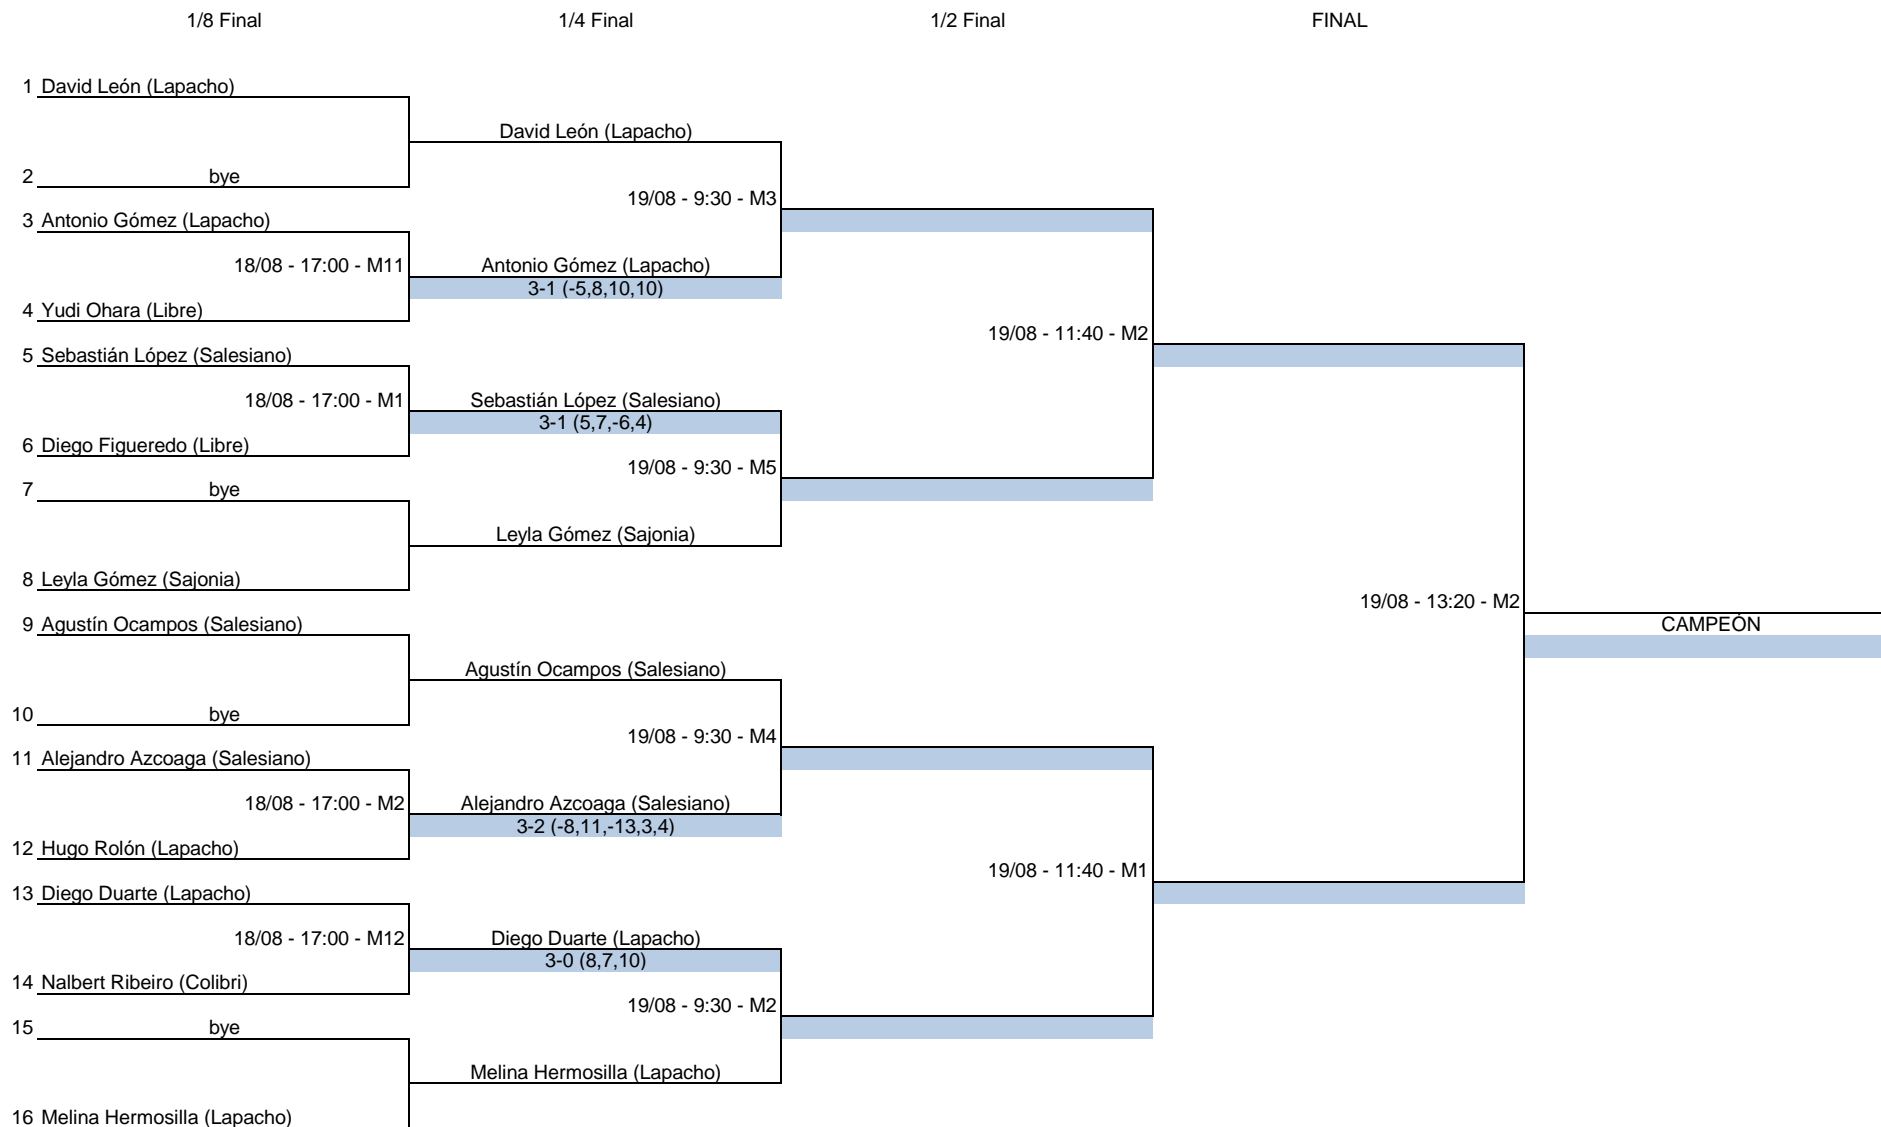 1/8 Final 1/4 Final 1/2 Final FINAL
1 David León (Lapacho)
David León (Lapacho)
2 bye
19/08 - 9:30 - M3
3 Antonio Gómez (Lapacho)
18/08 - 17:00 - M11 Antonio Gómez (Lapacho)
3-1 (-5,8,10,10)
4 Yudi Ohara (Libre)
19/08 - 11:40 - M2
5 Sebastián López (Salesiano)
18/08 - 17:00 - M1 Sebastián López (Salesiano)
3-1 (5,7,-6,4)
6 Diego Figueredo (Libre)
19/08 - 9:30 - M5
7 bye
Leyla Gómez (Sajonia)
8 Leyla Gómez (Sajonia)
19/08 - 13:20 - M2
9 Agustín Ocampos (Salesiano) CAMPEÓN
Agustín Ocampos (Salesiano)
10 bye
19/08 - 9:30 - M4
11 Alejandro Azcoaga (Salesiano)
18/08 - 17:00 - M2 Alejandro Azcoaga (Salesiano)
3-2 (-8,11,-13,3,4)
12 Hugo Rolón (Lapacho)
19/08 - 11:40 - M1
13 Diego Duarte (Lapacho)
18/08 - 17:00 - M12 Diego Duarte (Lapacho)
3-0 (8,7,10)
14 Nalbert Ribeiro (Colibri)
19/08 - 9:30 - M2
15 bye
Melina Hermosilla (Lapacho)
16 Melina Hermosilla (Lapacho)